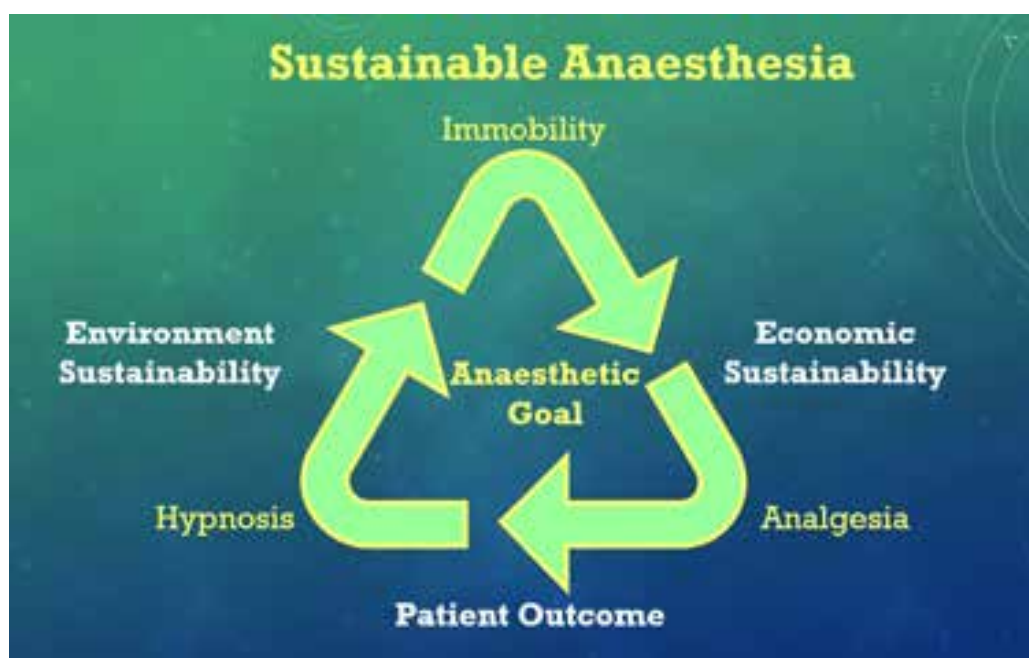 Sustainable Anaesthesia
Immobility
Environment
Sustainability
Economic
Sustainability
Anaesthetic
Goal
Hypnosis
Analgesia
Patient Outcome